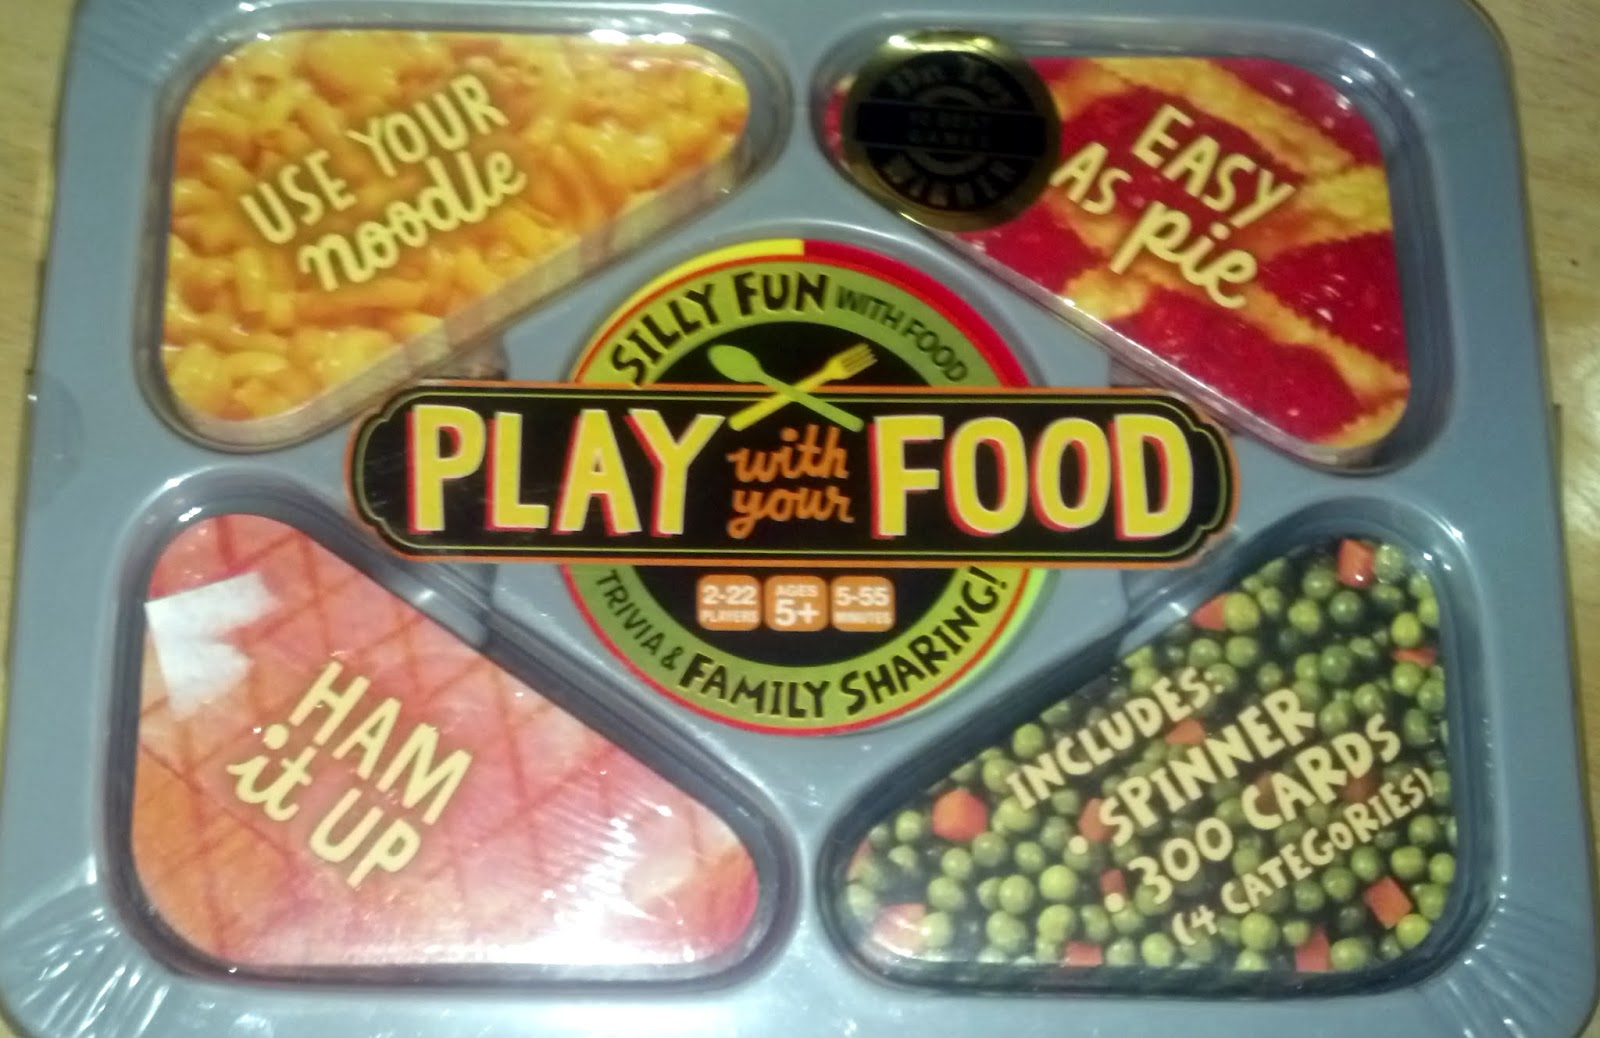 USE YOUR
noodle
EASY
AS pie
WINNER
SILLY FUN WITH FOOD
PLAY with your FOOD
2-22 PLAYERS
AGES 5+
5-55 MINUTES
TRIVIA & FAMILY SHARING!
HAM
it UP
INCLUDES:
• SPINNER
• 300 CARDS
(4 CATEGORIES)